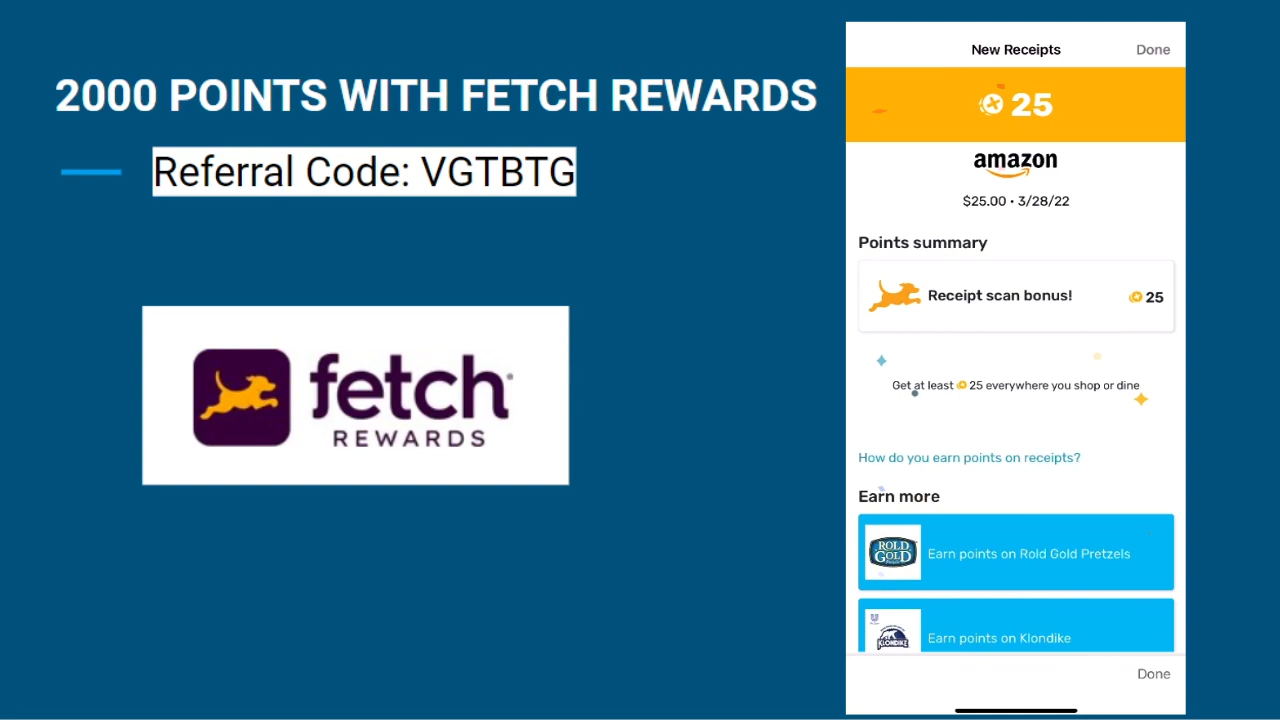 2000 POINTS WITH FETCH REWARDS
Referral Code: VGTBTG
fetch
REWARDS
New Receipts
Done
25
amazon
$25.00 • 3/28/22
Points summary
Receipt scan bonus!
25
Get at least 25 everywhere you shop or dine
How do you earn points on receipts?
Earn more
ROLD
GOLD
Earn points on Rold Gold Pretzels
KLONDIKE
Earn points on Klondike
Done